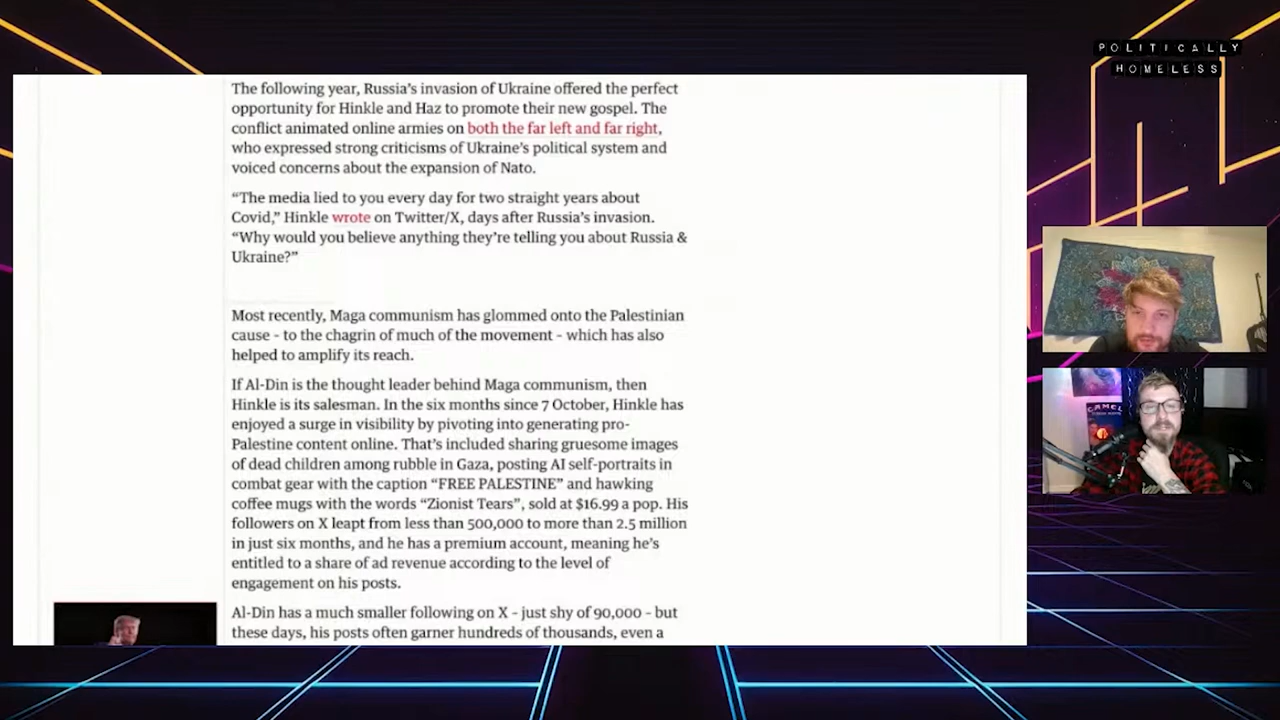 POLITICALLY
HOMELESS
The following year, Russia's invasion of Ukraine offered the perfect
opportunity for Hinkle and Haz to promote their new gospel. The
conflict animated online armies on both the far left and far right,
who expressed strong criticisms of Ukraine's political system and
voiced concerns about the expansion of Nato.
“The media lied to you every day for two straight years about
Covid,” Hinkle wrote on Twitter/X, days after Russia's invasion.
“Why would you believe anything they're telling you about Russia &
Ukraine?”
Most recently, Maga communism has glommed onto the Palestinian
cause - to the chagrin of much of the movement - which has also
helped to amplify its reach.
If Al-Din is the thought leader behind Maga communism, then
Hinkle is its salesman. In the six months since 7 October, Hinkle has
enjoyed a surge in visibility by pivoting into generating pro-
Palestine content online. That's included sharing gruesome images
of dead children among rubble in Gaza, posting AI self-portraits in
combat gear with the caption “FREE PALESTINE” and hawking
coffee mugs with the words “Zionist Tears”, sold at $16.99 a pop. His
followers on X leapt from less than 500,000 to more than 2.5 million
in just six months, and he has a premium account, meaning he's
entitled to a share of ad revenue according to the level of
engagement on his posts.
Al-Din has a much smaller following on X - just shy of 90,000 - but
these days, his posts often garner hundreds of thousands, even a
CAMEL